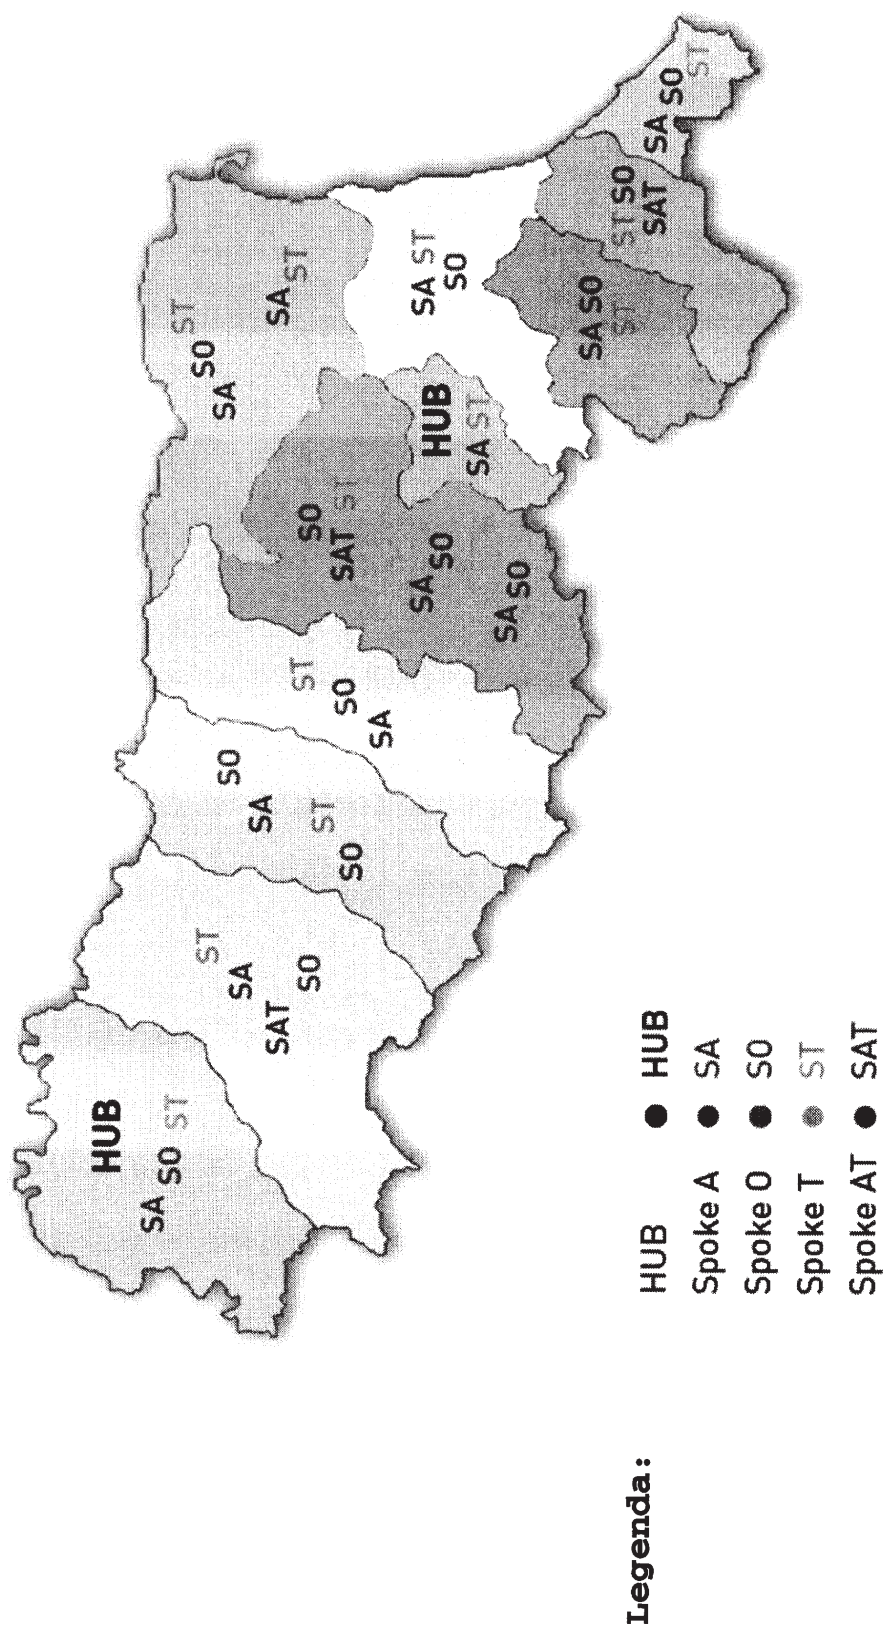 HUB
SA SO ST
ST
SA
SAT
SO
SO
SA
ST
SO
ST
SO
SA
ST
SO
SA
SA ST
SO
SAT ST
SA SO
SA SO
HUB
SA ST
SA ST
SO
SA SO
ST
ST SO
SAT
SA SO ST
Legenda:
HUB ● HUB
Spoke A ● SA
Spoke O ● SO
Spoke T ● ST
Spoke AT ● SAT